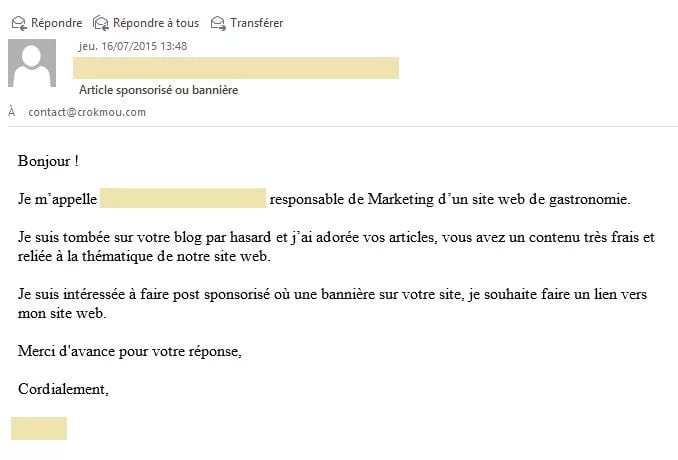 Répondre Répondre à tous Transférer
jeu. 16/07/2015 13:48
Article sponsorisé ou bannière
À contact@crokmou.com
Bonjour !
Je m’appelle responsable de Marketing d’un site web de gastronomie.
Je suis tombée sur votre blog par hasard et j’ai adorée vos articles, vous avez un contenu très frais et
reliée à la thématique de notre site web.
Je suis intéressée à faire post sponsorisé où une bannière sur votre site, je souhaite faire un lien vers
mon site web.
Merci d'avance pour votre réponse,
Cordialement,